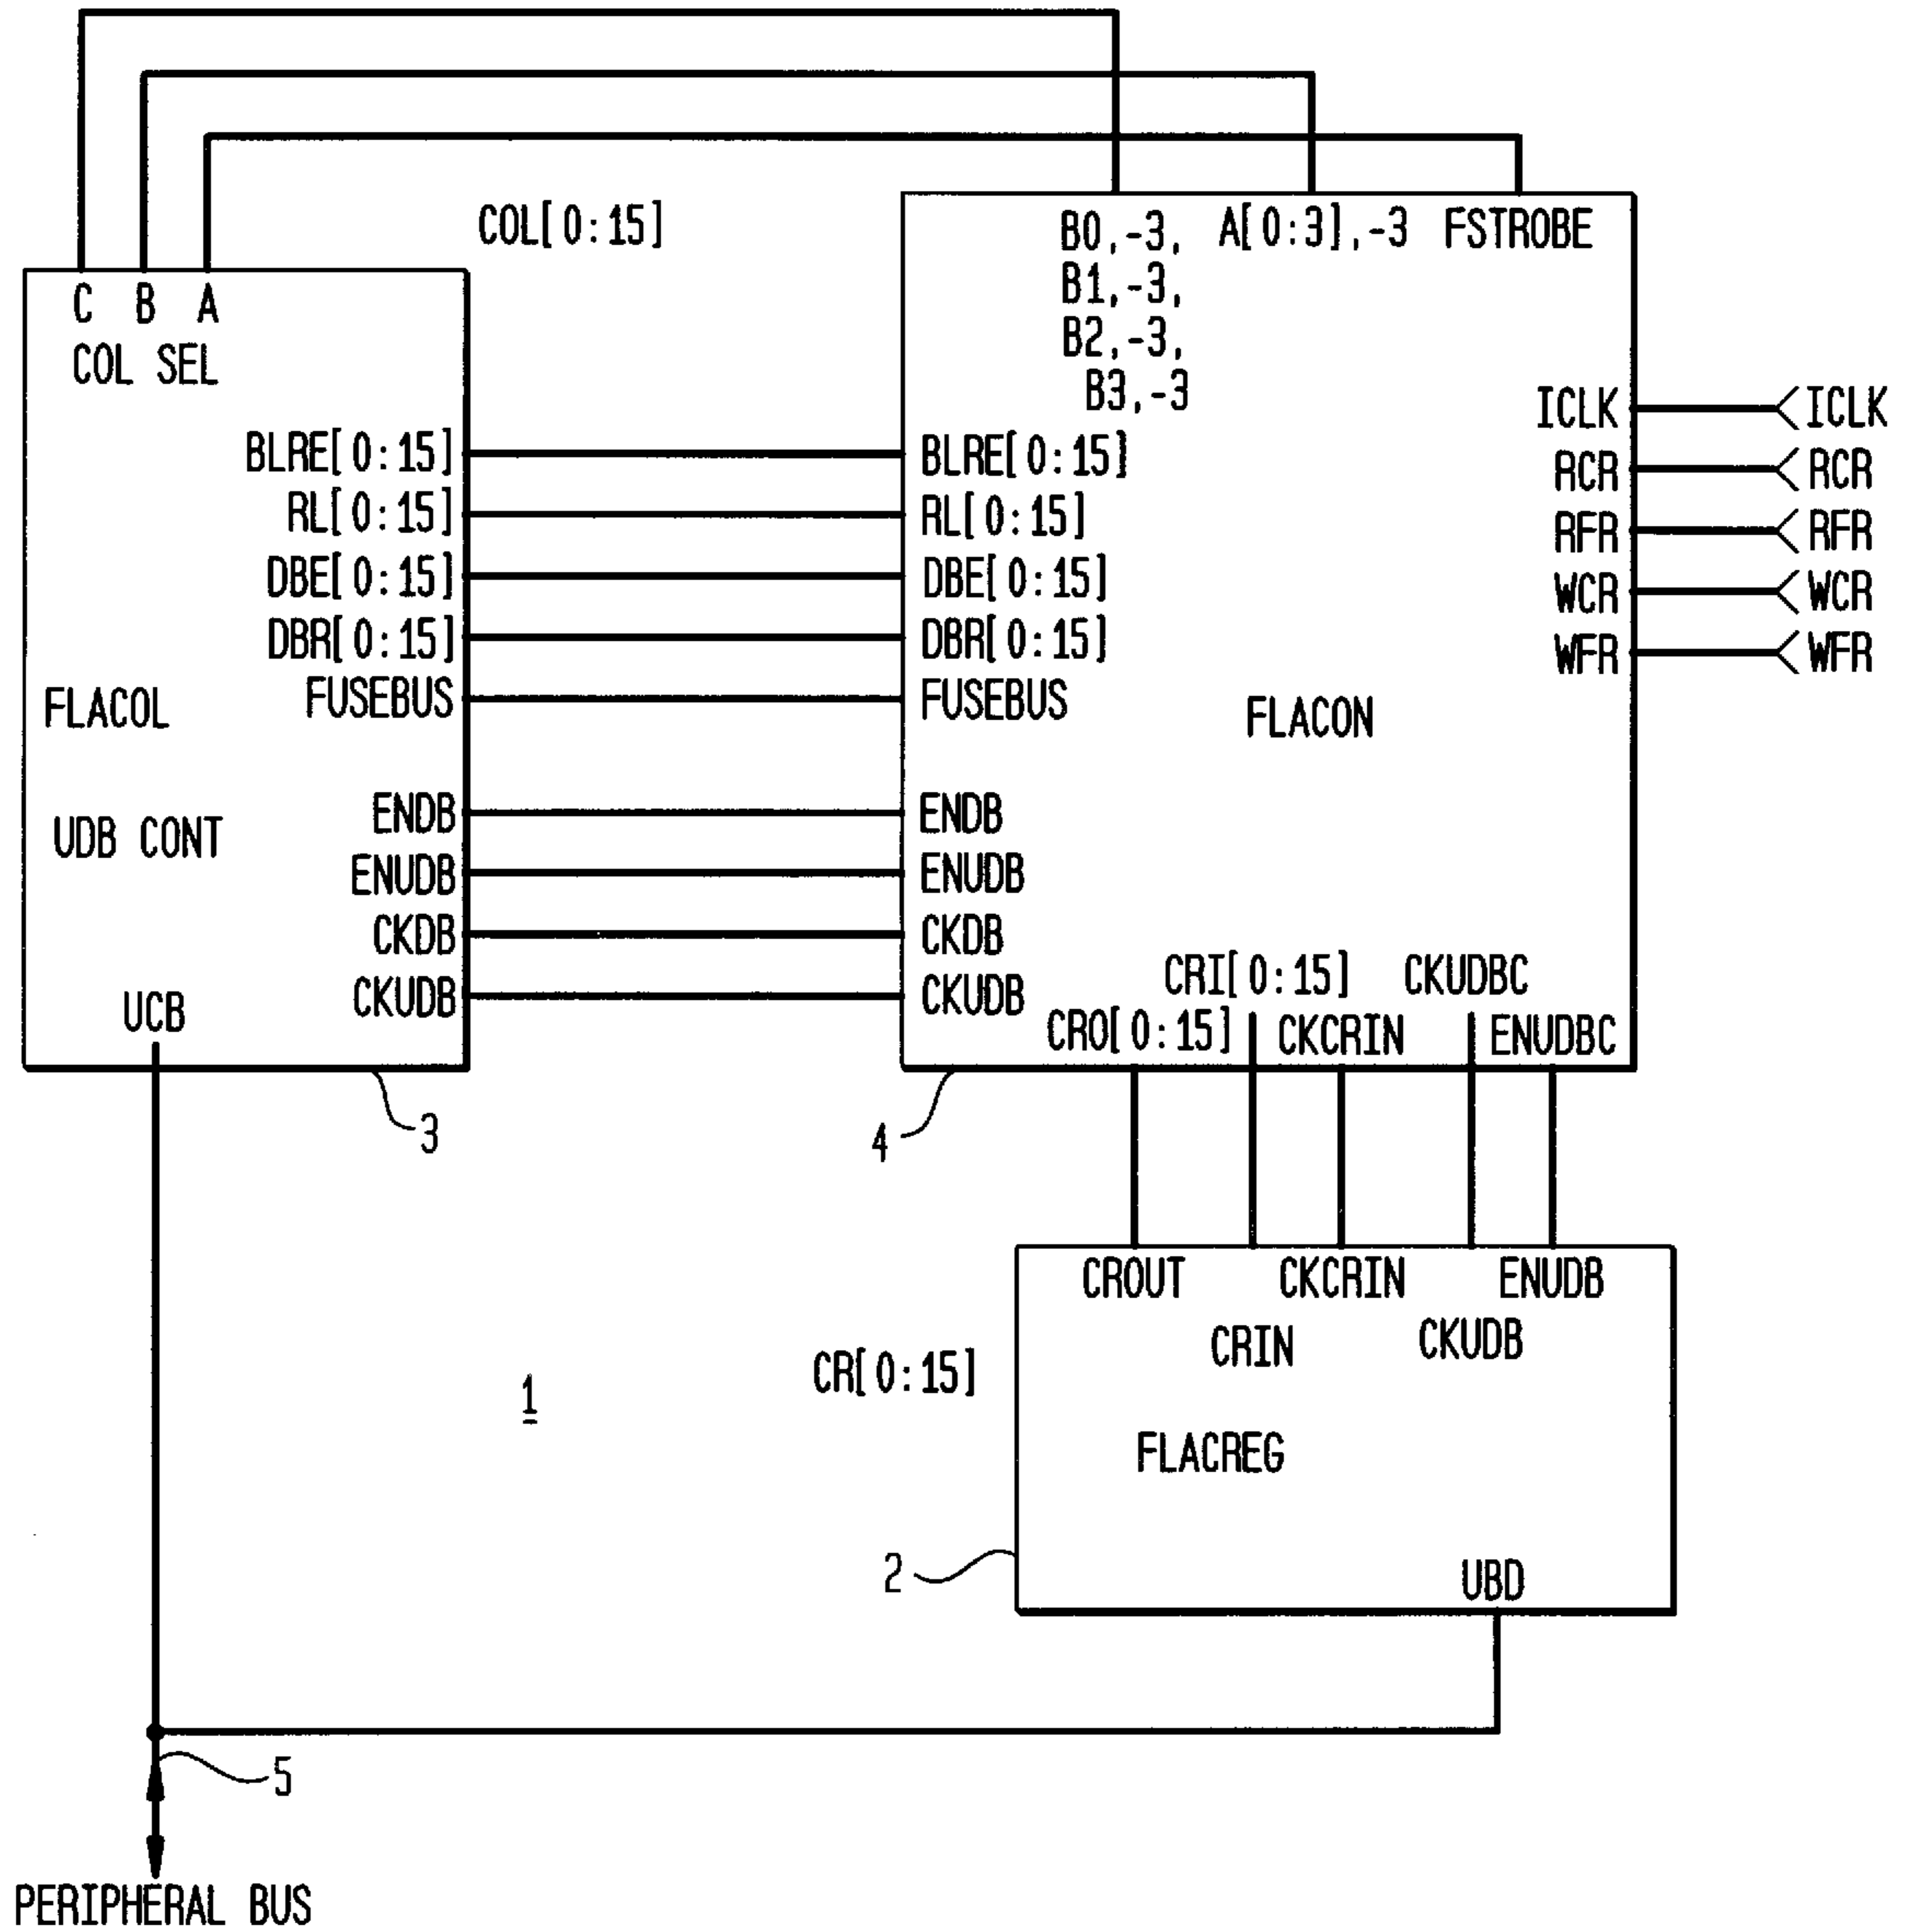 COL[0:15]
C B A
COL SEL
BLRE[0:15]
RL[0:15]
DBE[0:15]
DBR[0:15]
FUSEBUS
FLACOL
UDB CONT
ENDB
ENUDB
CKDB
CKUDB
UCB
3
B0,-3,
B1,-3,
B2,-3,
B3,-3
A[0:3],-3
FSTROBE
BLRE[0:15]
RL[0:15]
DBE[0:15]
DBR[0:15]
FUSEBUS
FLACON
ENDB
ENUDB
CKDB
CKUDB
ICLK
RCR
RFR
WCR
WFR
ICLK
RCR
RFR
WCR
WFR
CRI[0:15] CKUDBC
CRO[0:15] CKCRIN ENUDBC
4
CROUT CKCRIN ENUDB
CRIN CKUDB
CR[0:15]
1
FLACREG
2
UBD
5
PERIPHERAL BUS